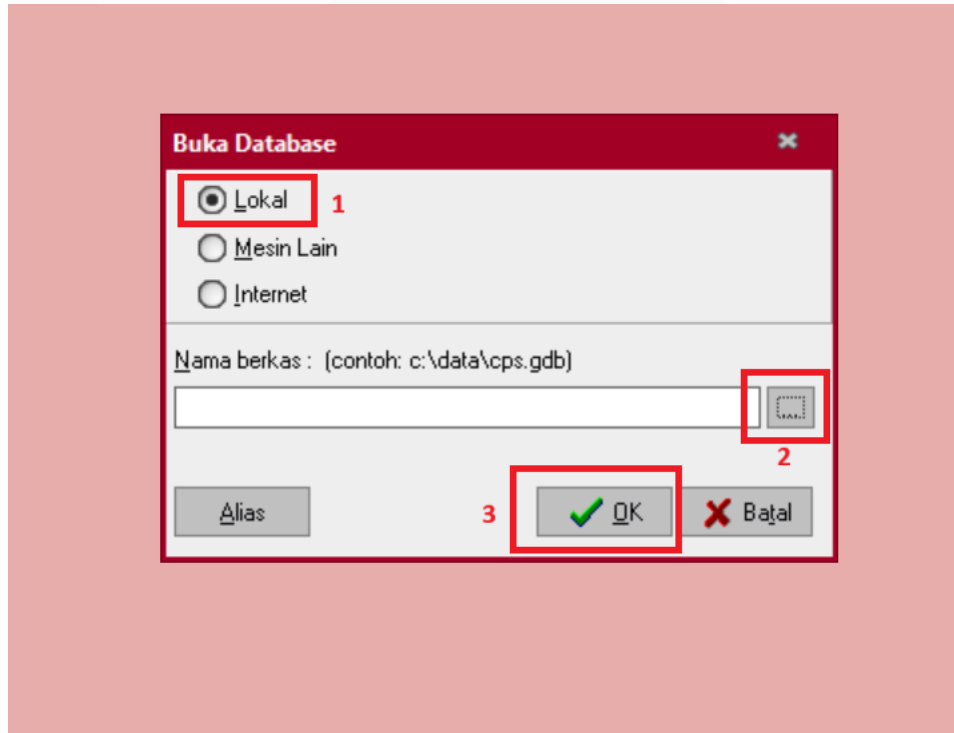 Buka Database
Lokal 1
Mesin Lain
Internet
Nama berkas : (contoh: c:\data\cps.gdb)
...
2
Alias 3 OK Batal